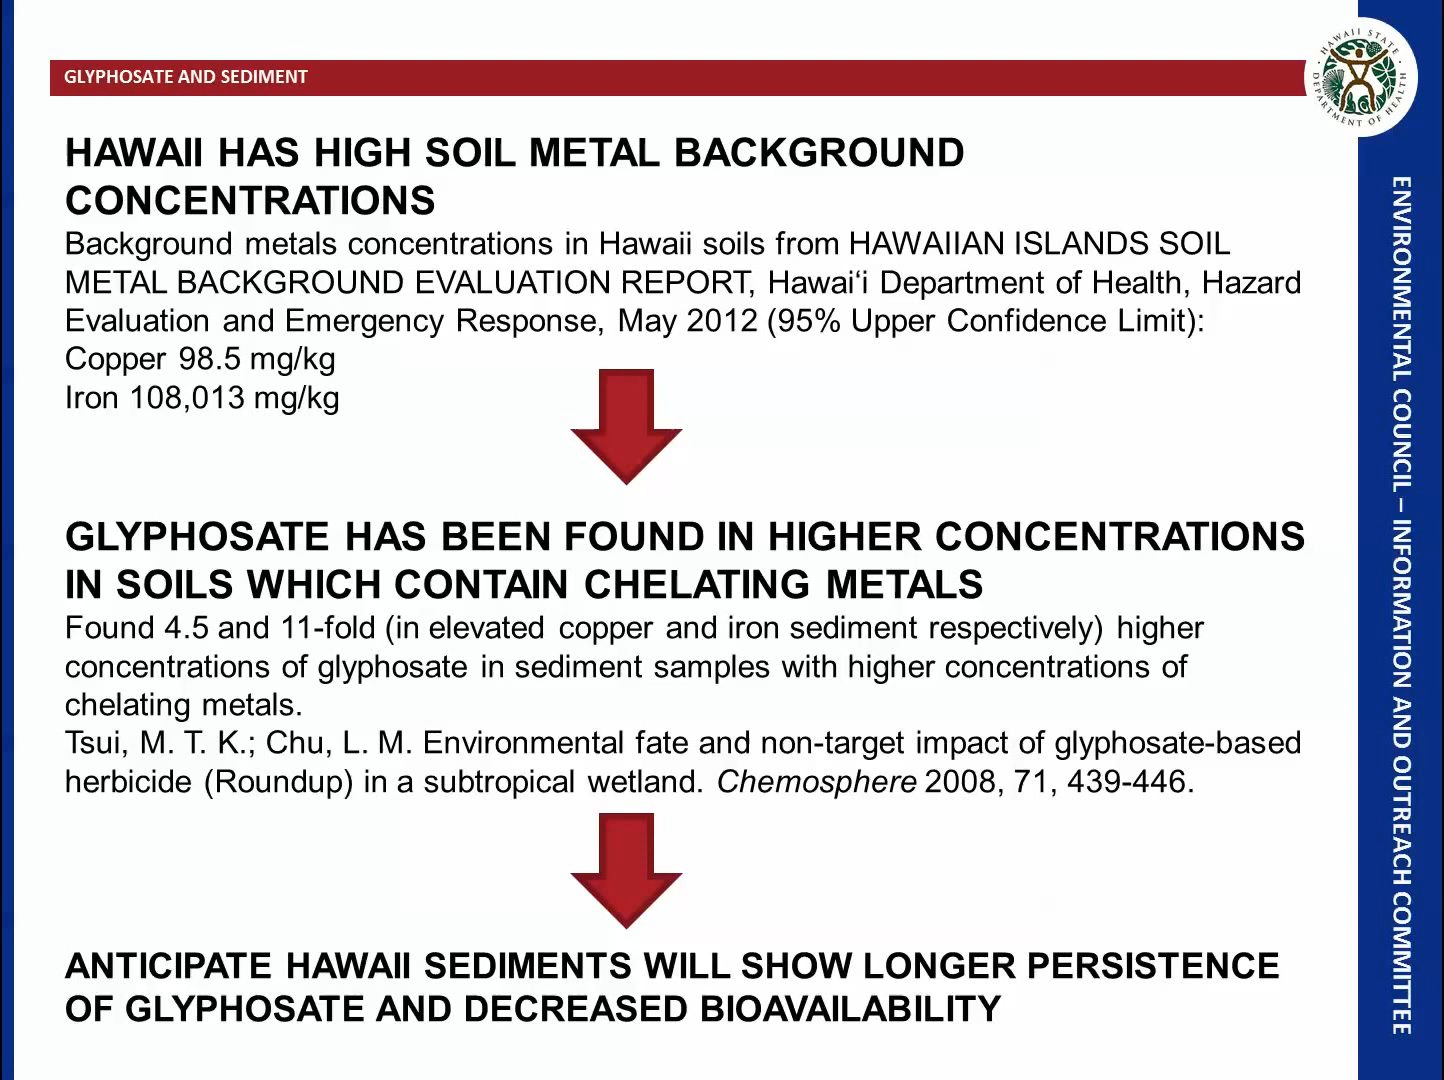 GLYPHOSATE AND SEDIMENT
HAWAII STATE
DEPARTMENT OF HEALTH
HAWAII HAS HIGH SOIL METAL BACKGROUND
CONCENTRATIONS
Background metals concentrations in Hawaii soils from HAWAIIAN ISLANDS SOIL
METAL BACKGROUND EVALUATION REPORT, Hawai‘i Department of Health, Hazard
Evaluation and Emergency Response, May 2012 (95% Upper Confidence Limit):
Copper 98.5 mg/kg
Iron 108,013 mg/kg
GLYPHOSATE HAS BEEN FOUND IN HIGHER CONCENTRATIONS
IN SOILS WHICH CONTAIN CHELATING METALS
Found 4.5 and 11-fold (in elevated copper and iron sediment respectively) higher
concentrations of glyphosate in sediment samples with higher concentrations of
chelating metals.
Tsui, M. T. K.; Chu, L. M. Environmental fate and non-target impact of glyphosate-based
herbicide (Roundup) in a subtropical wetland. Chemosphere 2008, 71, 439-446.
ANTICIPATE HAWAII SEDIMENTS WILL SHOW LONGER PERSISTENCE
OF GLYPHOSATE AND DECREASED BIOAVAILABILITY
ENVIRONMENTAL COUNCIL – INFORMATION AND OUTREACH COMMITTEE